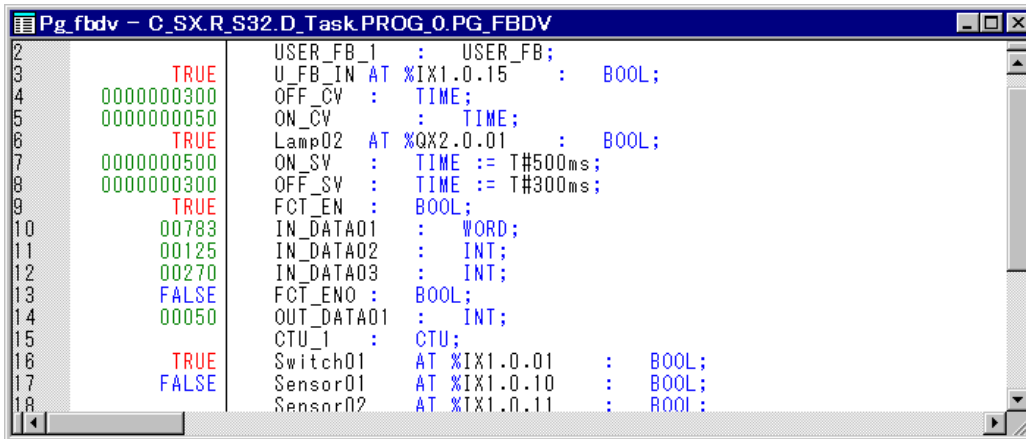 Pg_fbdv - C_SX.R_S32.D_Task.PROG_0.PG_FBDV
2 USER_FB_1 : USER_FB;
3 TRUE U_FB_IN AT %IX1.0.15 : BOOL;
4 0000000300 OFF_CV : TIME;
5 0000000050 ON_CV : TIME;
6 TRUE Lamp02 AT %QX2.0.01 : BOOL;
7 0000000500 ON_SV : TIME := T#500ms;
8 0000000300 OFF_SV : TIME := T#300ms;
9 TRUE FCT_EN : BOOL;
10 00783 IN_DATA01 : WORD;
11 00125 IN_DATA02 : INT;
12 00270 IN_DATA03 : INT;
13 FALSE FCT_ENO : BOOL;
14 00050 OUT_DATA01 : INT;
15 CTU_1 : CTU;
16 TRUE Switch01 AT %IX1.0.01 : BOOL;
17 FALSE Sensor01 AT %IX1.0.10 : BOOL;
18 Sensor02 AT %IX1.0.11 : BOOL;